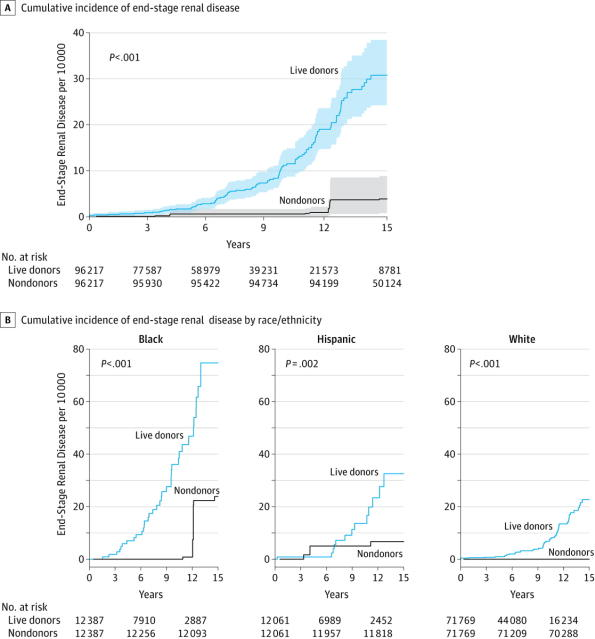 A Cumulative incidence of end-stage renal disease
40
30
20
10
0
End-Stage Renal Disease per 10 000
P<.001
Live donors
Nondonors
0 3 6 9 12 15
Years
No. at risk
Live donors 96 217 77 587 58 979 39 231 21 573 8781
Nondonors 96 217 95 930 95 422 94 734 94 199 50 124
B Cumulative incidence of end-stage renal disease by race/ethnicity
Black
80
60
40
20
0
End-Stage Renal Disease per 10 000
P<.001
Live donors
Nondonors
0 3 6 9 12 15
Years
Hispanic
80
60
40
20
0
P = .002
Live donors
Nondonors
0 3 6 9 12 15
Years
White
80
60
40
20
0
P<.001
Live donors
Nondonors
0 3 6 9 12 15
Years
No. at risk
Live donors 12 387 7910 2887 12 061 6989 2452 71 769 44 080 16 234
Nondonors 12 387 12 256 12 093 12 061 11 957 11 818 71 769 71 209 70 288